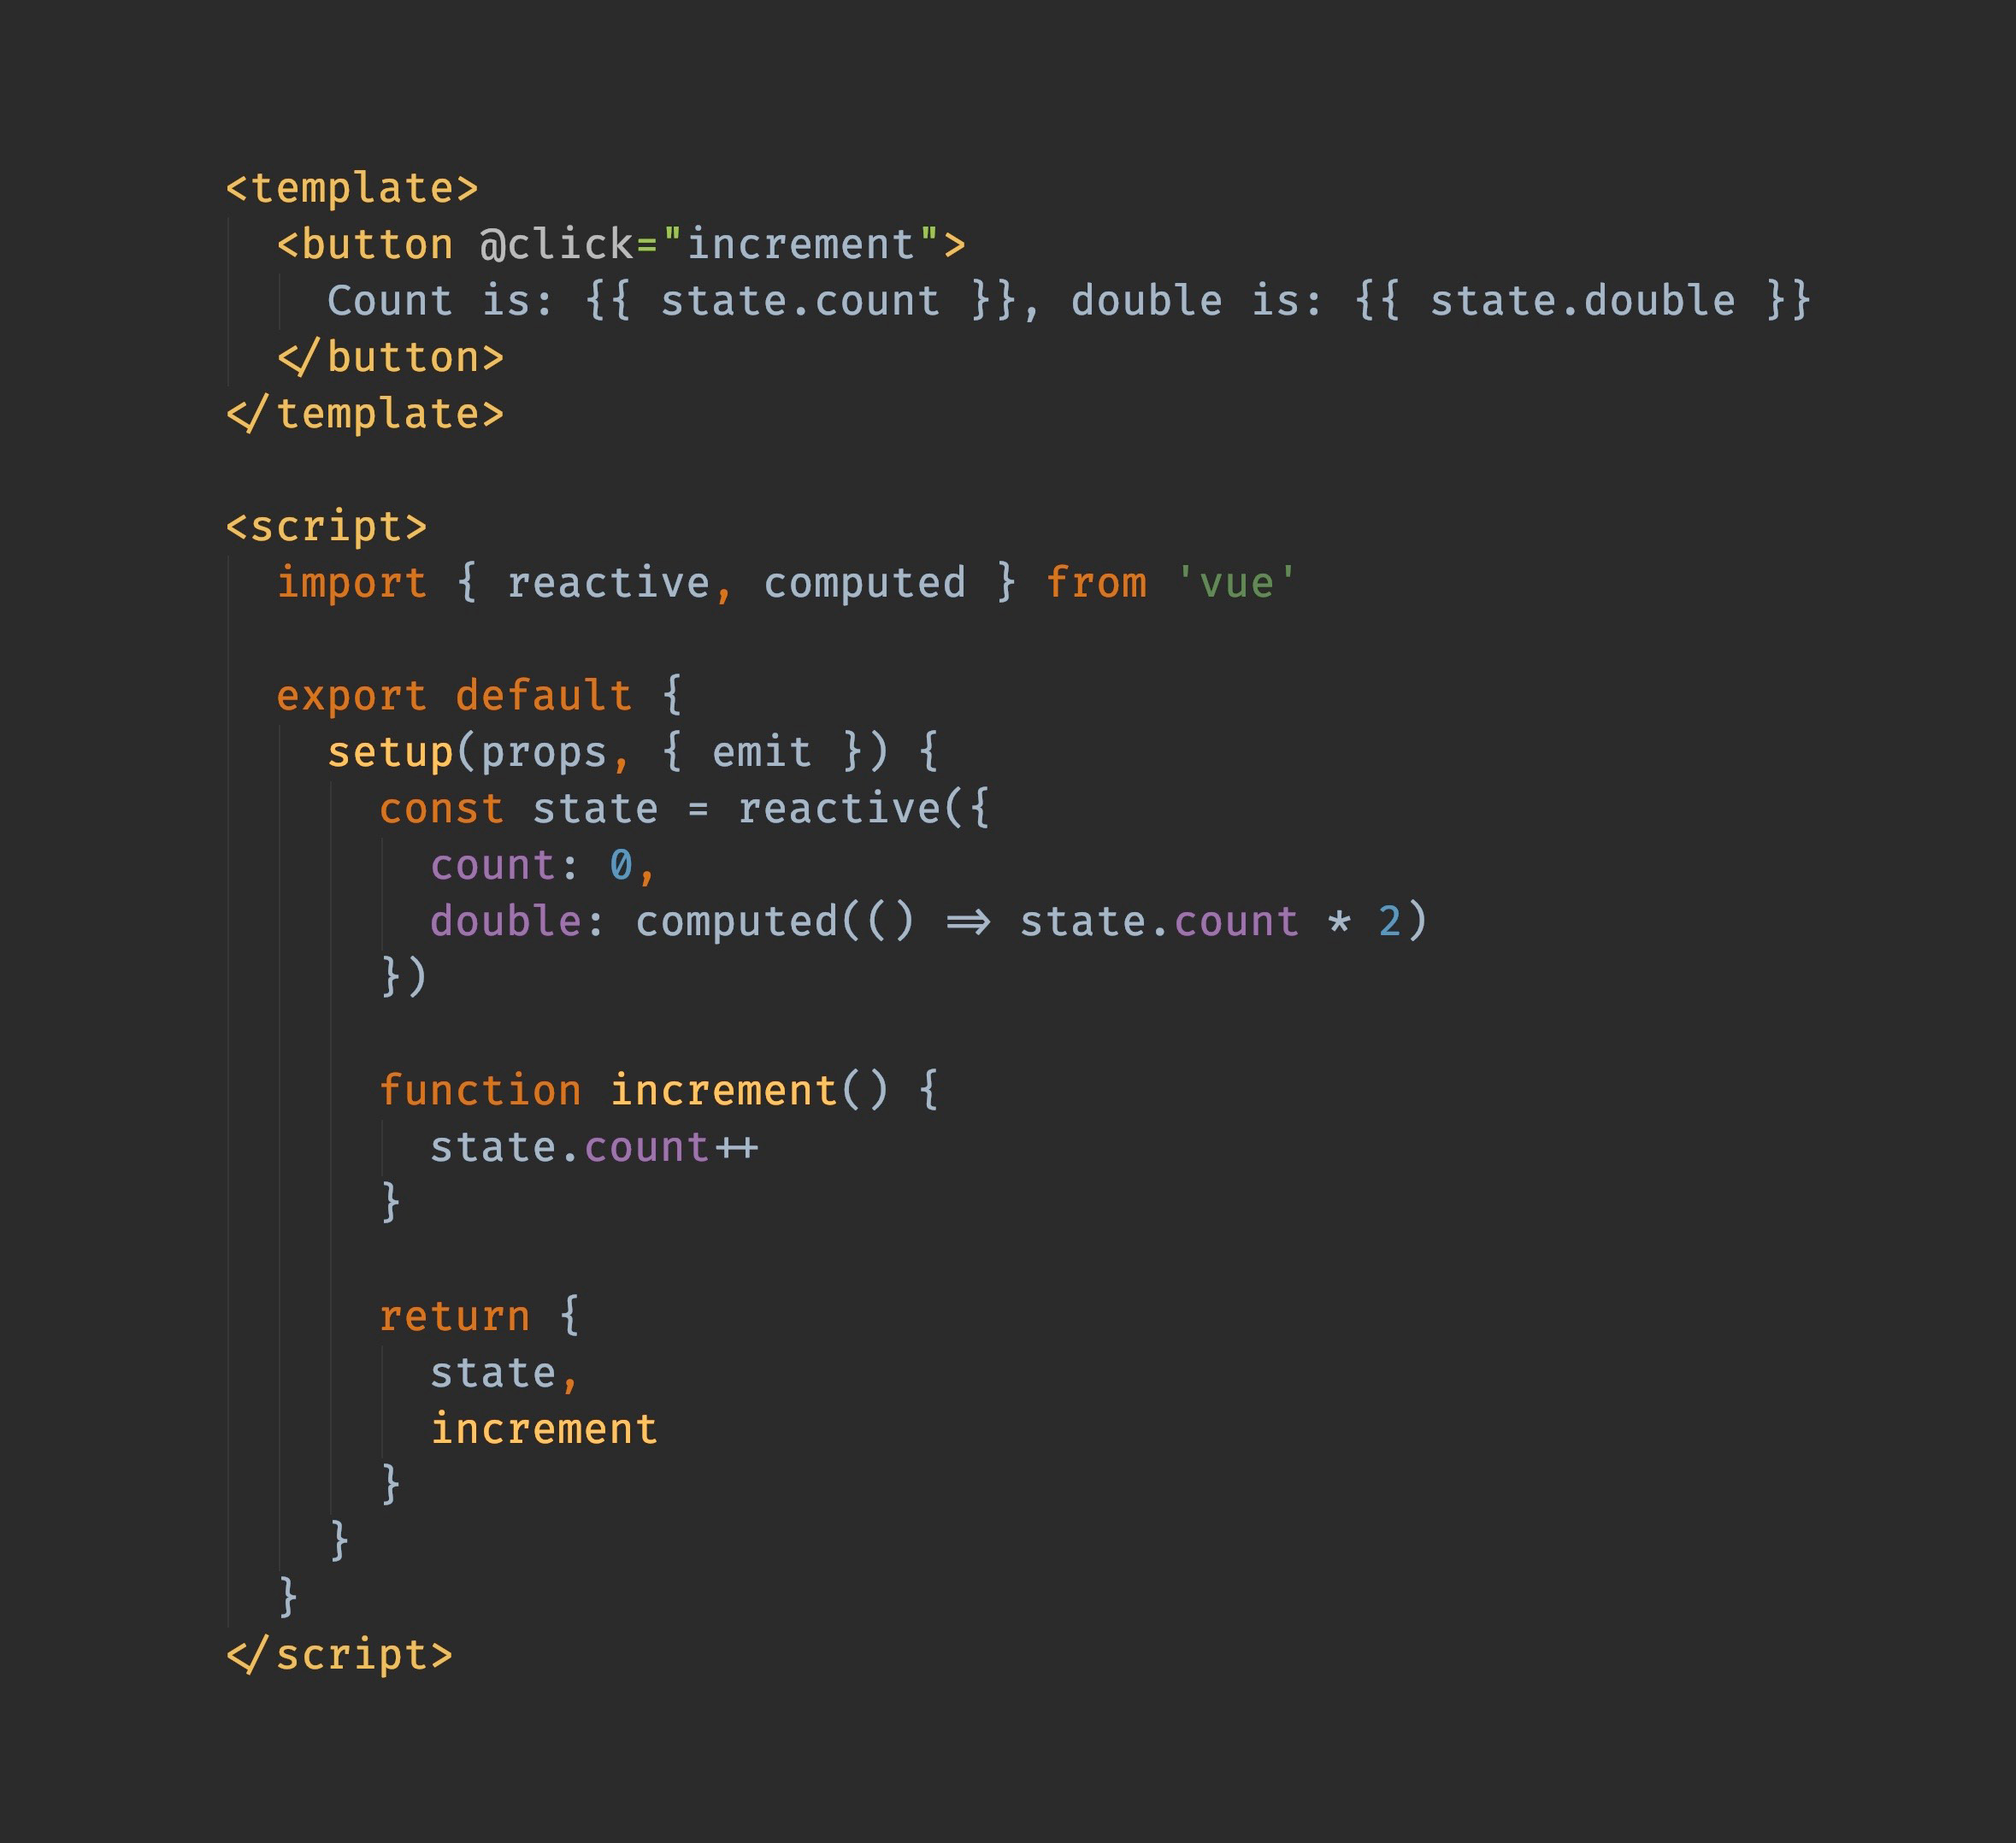 <template>
  <button @click="increment">
    Count is: {{ state.count }}, double is: {{ state.double }}
  </button>
</template>

<script>
  import { reactive, computed } from 'vue'

  export default {
    setup(props, { emit }) {
      const state = reactive({
        count: 0,
        double: computed(() => state.count * 2)
      })

      function increment() {
        state.count++
      }

      return {
        state,
        increment
      }
    }
  }
</script>